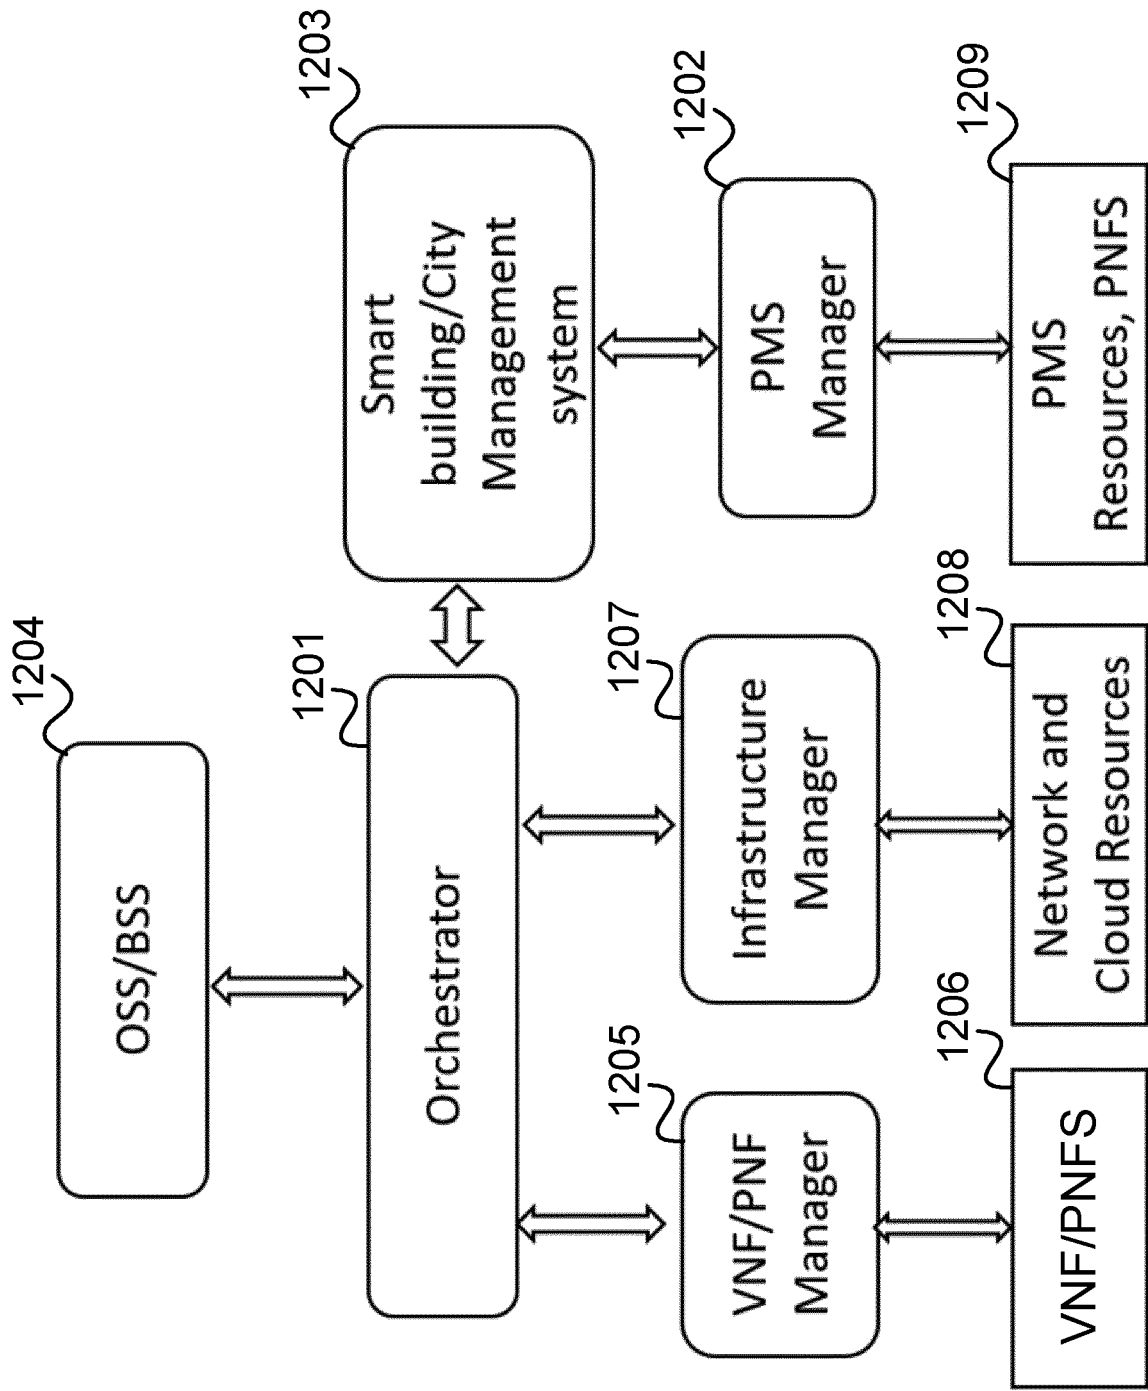 1204
OSS/BSS
1201
Orchestrator
1203
Smart
building/City
Management
system
1205
VNF/PNF
Manager
1207
Infrastructure
Manager
1202
PMS
Manager
1206
VNF/PNFS
1208
Network and
Cloud Resources
1209
PMS
Resources, PNFS